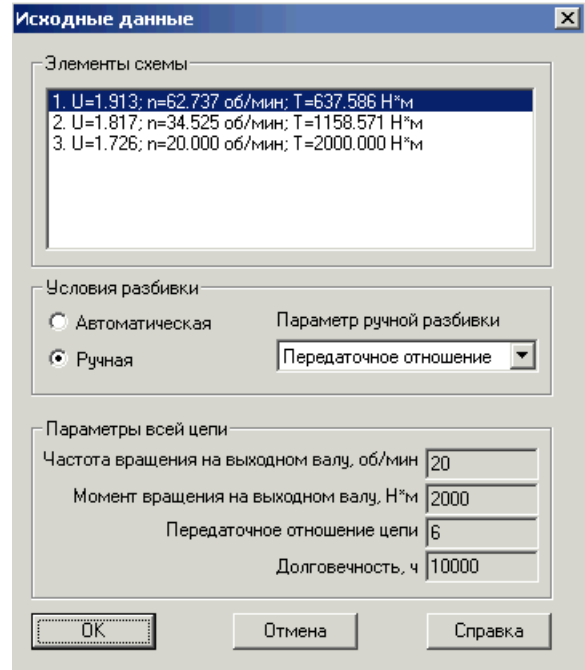 Исходные данные
Элементы схемы
1. U=1.913; n=62.737 об/мин; T=637.586 Н*м
2. U=1.817; n=34.525 об/мин; T=1158.571 Н*м
3. U=1.726; n=20.000 об/мин; T=2000.000 Н*м
Условия разбивки
Автоматическая
Параметр ручной разбивки
Ручная
Передаточное отношение
Параметры всей цепи
Частота вращения на выходном валу, об/мин 20
Момент вращения на выходном валу, Н*м 2000
Передаточное отношение цепи 6
Долговечность, ч 10000
OK Отмена Справка